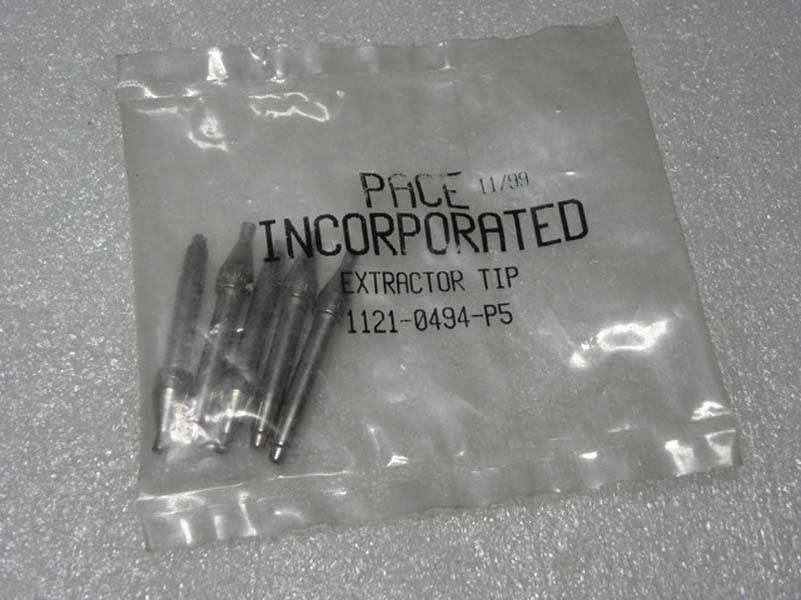 PACE 11/99
INCORPORATED
EXTRACTOR TIP
1121-0494-P5